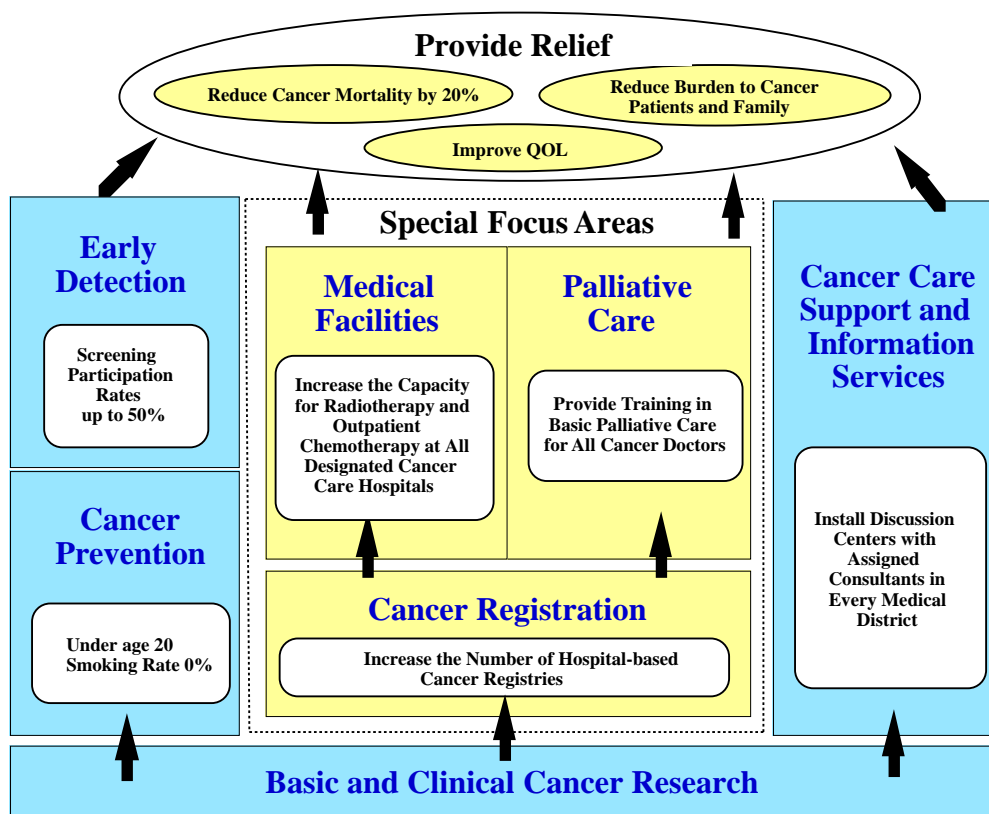 Provide Relief
Reduce Cancer Mortality by 20%
Reduce Burden to Cancer
Patients and Family
Improve QOL
Early
Detection
Screening
Participation
Rates
up to 50%
Cancer
Prevention
Under age 20
Smoking Rate 0%
Special Focus Areas
Medical
Facilities
Increase the Capacity
for Radiotherapy and
Outpatient
Chemotherapy at All
Designated Cancer
Care Hospitals
Palliative
Care
Provide Training in
Basic Palliative Care
for All Cancer Doctors
Cancer Registration
Increase the Number of Hospital-based
Cancer Registries
Cancer Care
Support and
Information
Services
Install Discussion
Centers with
Assigned
Consultants in
Every Medical
District
Basic and Clinical Cancer Research